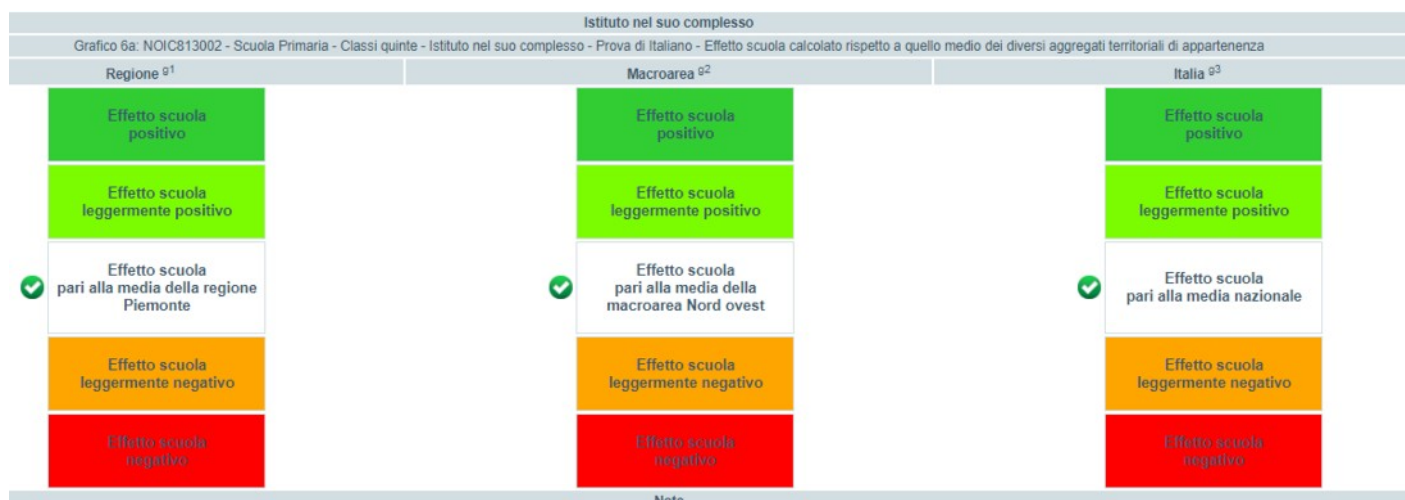 Istituto nel suo complesso
Grafico 6a: NOIC813002 - Scuola Primaria - Classi quinte - Istituto nel suo complesso - Prova di Italiano - Effetto scuola calcolato rispetto a quello medio dei diversi aggregati territoriali di appartenenza
Regione g1
Macroarea g2
Italia g3
Effetto scuola
positivo
Effetto scuola
positivo
Effetto scuola
positivo
Effetto scuola
leggermente positivo
Effetto scuola
leggermente positivo
Effetto scuola
leggermente positivo
Effetto scuola
pari alla media della regione
Piemonte
Effetto scuola
pari alla media della
macroarea Nord ovest
Effetto scuola
pari alla media nazionale
Effetto scuola
leggermente negativo
Effetto scuola
leggermente negativo
Effetto scuola
leggermente negativo
Effetto scuola
negativo
Effetto scuola
negativo
Effetto scuola
negativo